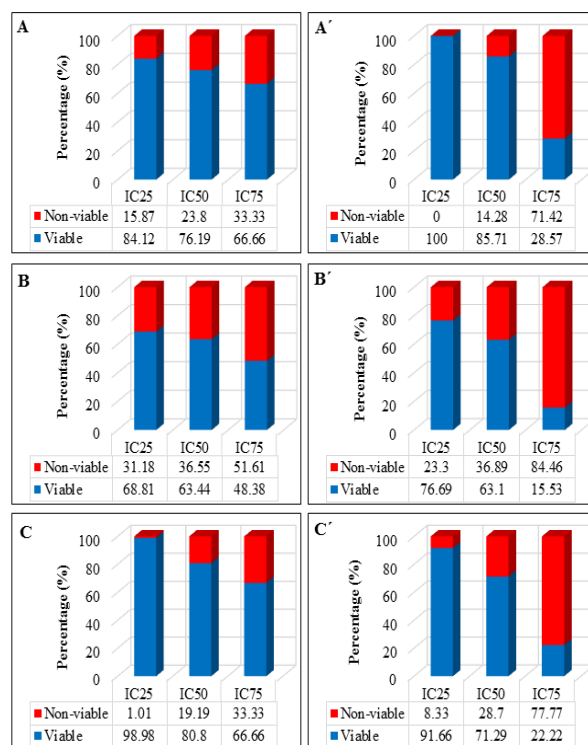 A
Percentage (%)
100
80
60
40
20
0
IC25 IC50 IC75
Non-viable 15.87 23.8 33.33
Viable 84.12 76.19 66.66
A´
Percentage (%)
100
80
60
40
20
0
IC25 IC50 IC75
Non-viable 0 14.28 71.42
Viable 100 85.71 28.57
B
Percentage (%)
100
80
60
40
20
0
IC25 IC50 IC75
Non-viable 31.18 36.55 51.61
Viable 68.81 63.44 48.38
B´
Percentage (%)
100
80
60
40
20
0
IC25 IC50 IC75
Non-viable 23.3 36.89 84.46
Viable 76.69 63.1 15.53
C
Percentage (%)
100
80
60
40
20
0
IC25 IC50 IC75
Non-viable 1.01 19.19 33.33
Viable 98.98 80.8 66.66
C´
Percentage (%)
100
80
60
40
20
0
IC25 IC50 IC75
Non-viable 8.33 28.7 77.77
Viable 91.66 71.29 22.22